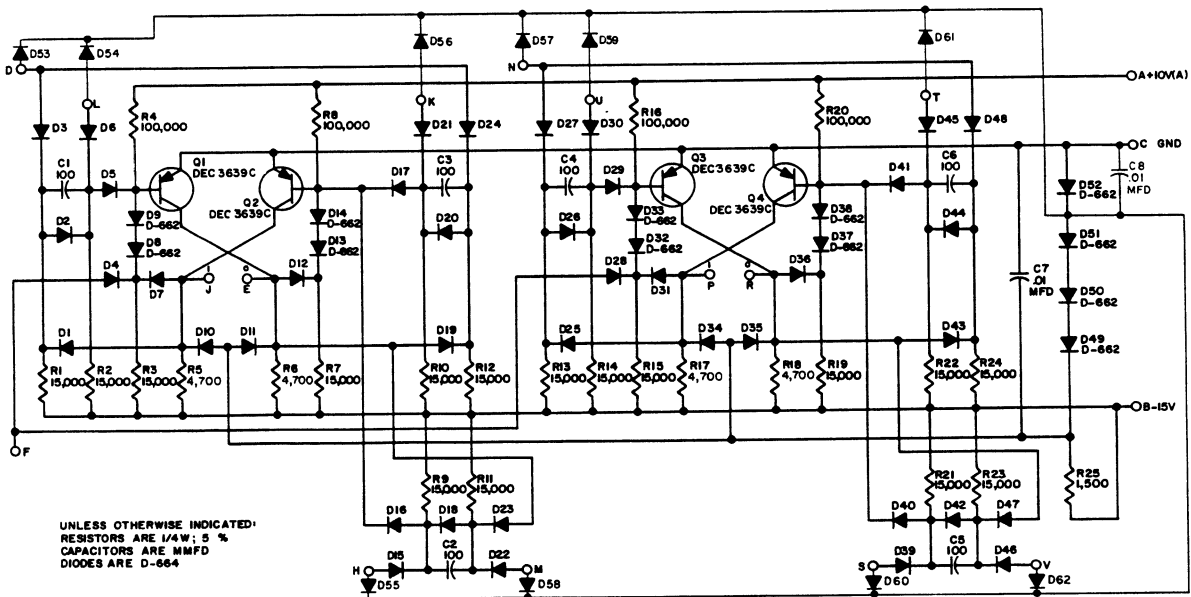 D53
D54
D56
D57
D59
D61
D
N
A+10V(A)
L
K
U
T
D3
D6
R4
100,000
R8
100,000
D21
D24
D27
D30
R16
100,000
R20
100,000
D45
D48
C GND
C1
100
D5
Q1
DEC 3639C
Q2
DEC 3639C
D17
C3
100
C4
100
D29
Q3
DEC 3639C
Q4
DEC 3639C
D41
C6
100
C8
.01
MFD
D52
D-662
D2
D9
D-662
D8
D-662
D14
D-662
D13
D-662
D20
D26
D33
D-662
D32
D-662
D38
D-662
D37
D-662
D44
D51
D-662
D4
D7
1
J
0
E
D12
D28
D31
1
P
0
R
D36
C7
.01
MFD
D50
D-662
D1
D10
D11
D19
D25
D34
D35
D43
D49
D-662
R1
15,000
R2
15,000
R3
15,000
R5
4,700
R6
4,700
R7
15,000
R10
15,000
R12
15,000
R13
15,000
R14
15,000
R15
15,000
R17
4,700
R18
4,700
R19
15,000
R22
15,000
R24
15,000
B-15V
F
R9
15,000
R11
15,000
R21
15,000
R23
15,000
R25
1,500
D16
D18
D23
D40
D42
D47
UNLESS OTHERWISE INDICATED:
RESISTORS ARE 1/4W; 5 %
CAPACITORS ARE MMFD
DIODES ARE D-664
H
D15
C2
100
D22
M
S
D39
C5
100
D46
V
D55
D58
D60
D62